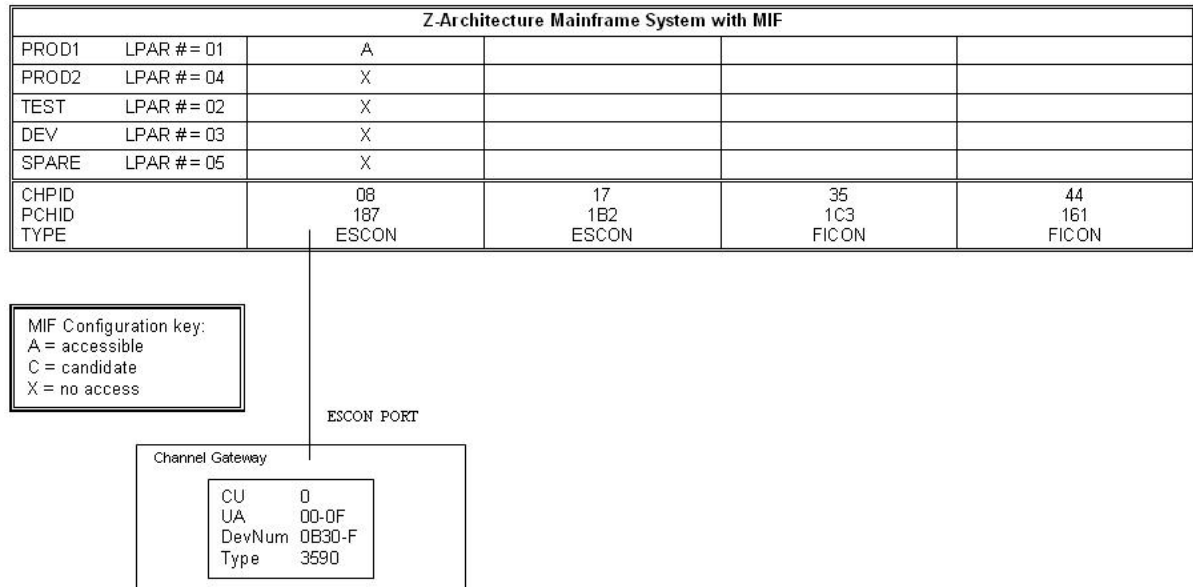 Z-Architecture Mainframe System with MIF
PROD1 LPAR # = 01 A
PROD2 LPAR # = 04 X
TEST LPAR # = 02 X
DEV LPAR # = 03 X
SPARE LPAR # = 05 X
CHPID 08 17 35 44
PCHID 187 1B2 1C3 161
TYPE ESCON ESCON FICON FICON
MIF Configuration key:
A = accessible
C = candidate
X = no access
ESCON PORT
Channel Gateway
CU 0
UA 00-0F
DevNum 0B30-F
Type 3590